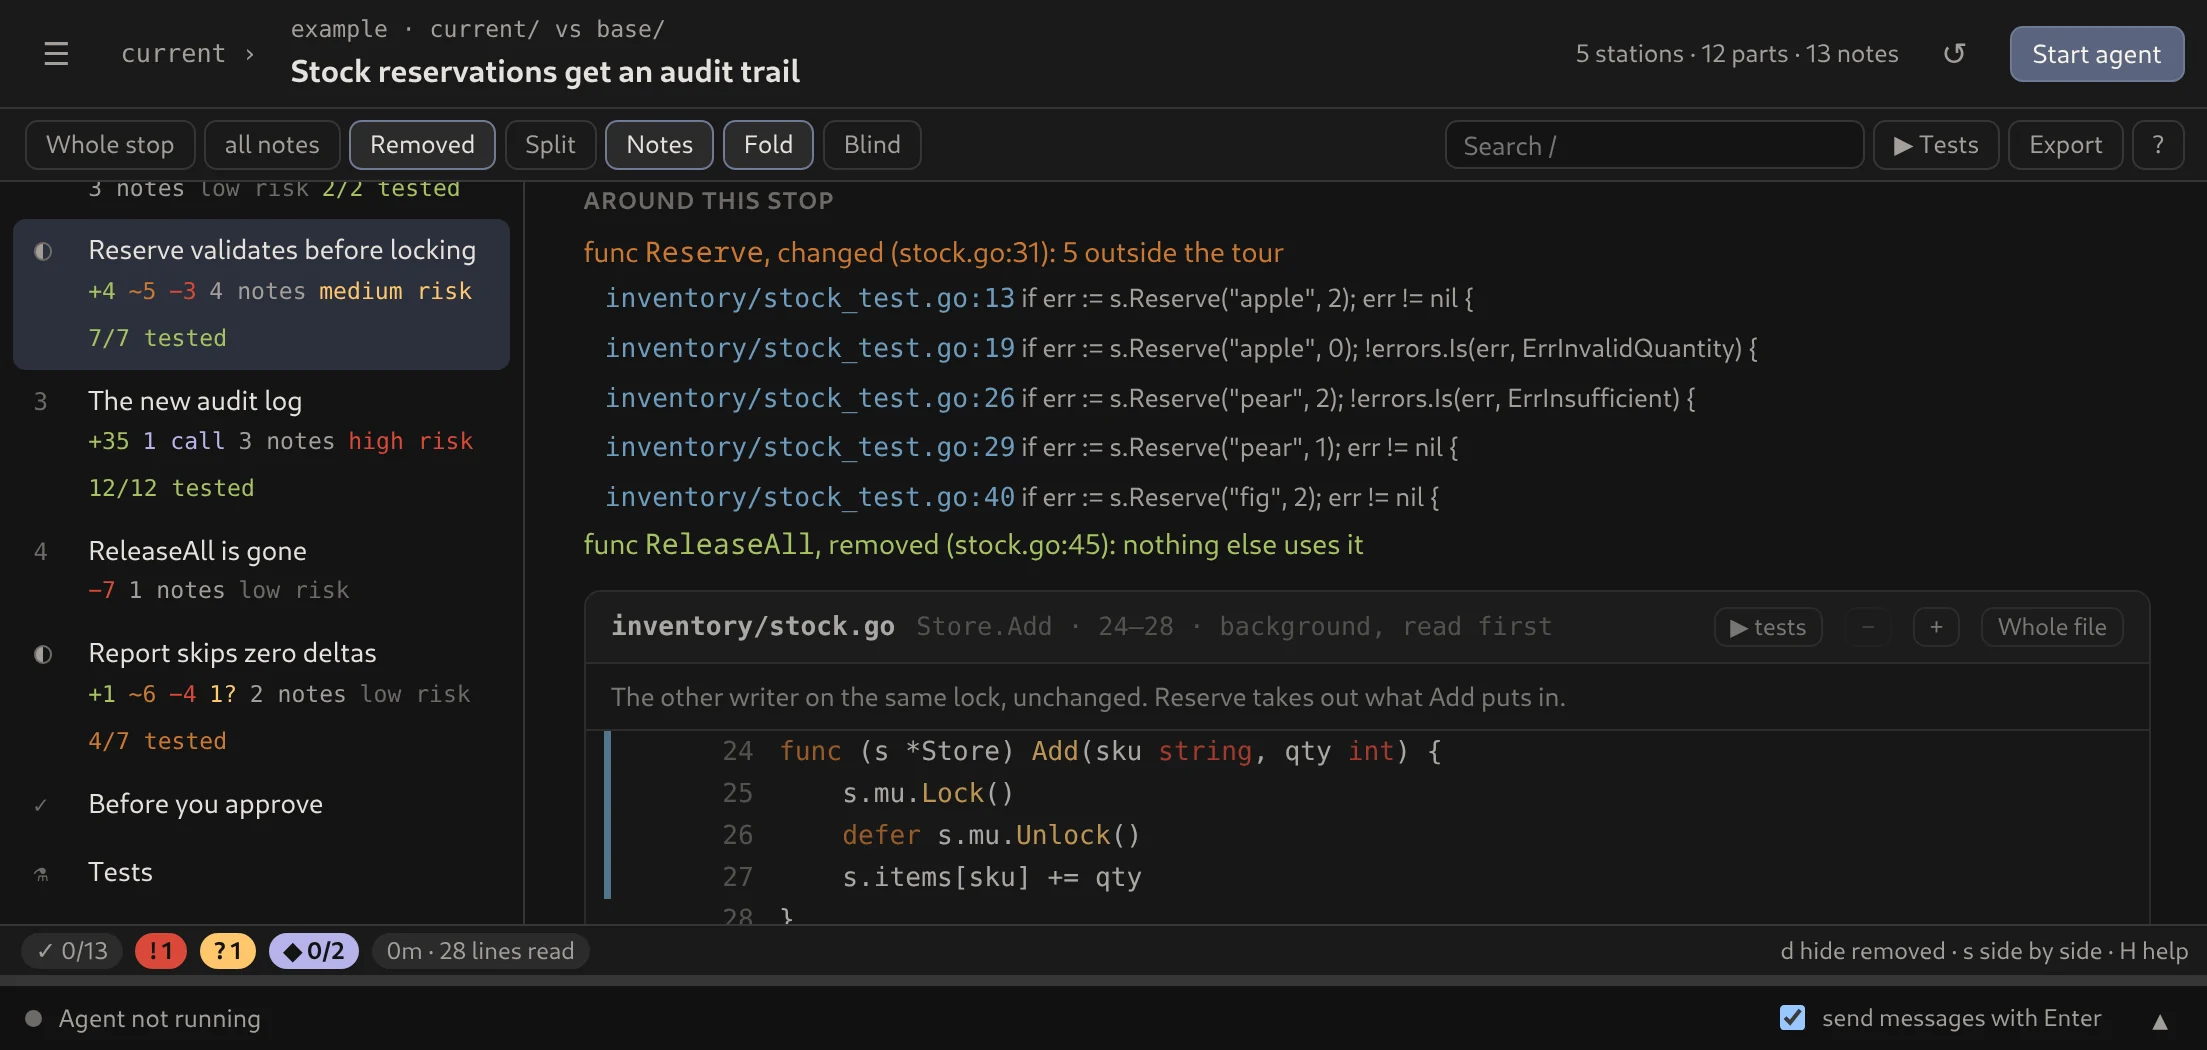 example · current/ vs base/
☰ current › Stock reservations get an audit trail
5 stations · 12 parts · 13 notes ↺ Start agent
Whole stop all notes Removed Split Notes Fold Blind Search / ▶ Tests Export ?
3 notes low risk 2/2 tested
Reserve validates before locking
+4 ~5 −3 4 notes medium risk
7/7 tested
3 The new audit log
+35 1 call 3 notes high risk
12/12 tested
4 ReleaseAll is gone
−7 1 notes low risk
Report skips zero deltas
+1 ~6 −4 1? 2 notes low risk
4/7 tested
✓ Before you approve
Tests
AROUND THIS STOP
func Reserve, changed (stock.go:31): 5 outside the tour
inventory/stock_test.go:13 if err := s.Reserve("apple", 2); err != nil {
inventory/stock_test.go:19 if err := s.Reserve("apple", 0); !errors.Is(err, ErrInvalidQuantity) {
inventory/stock_test.go:26 if err := s.Reserve("pear", 2); !errors.Is(err, ErrInsufficient) {
inventory/stock_test.go:29 if err := s.Reserve("pear", 1); err != nil {
inventory/stock_test.go:40 if err := s.Reserve("fig", 2); err != nil {
func ReleaseAll, removed (stock.go:45): nothing else uses it
inventory/stock.go Store.Add · 24–28 · background, read first ▶ tests − + Whole file
The other writer on the same lock, unchanged. Reserve takes out what Add puts in.
24 func (s *Store) Add(sku string, qty int) {
25 s.mu.Lock()
26 defer s.mu.Unlock()
27 s.items[sku] += qty
28 }
✓ 0/13 ! 1 ? 1 ◆ 0/2 0m · 28 lines read d hide removed · s side by side · H help
Agent not running send messages with Enter ▲